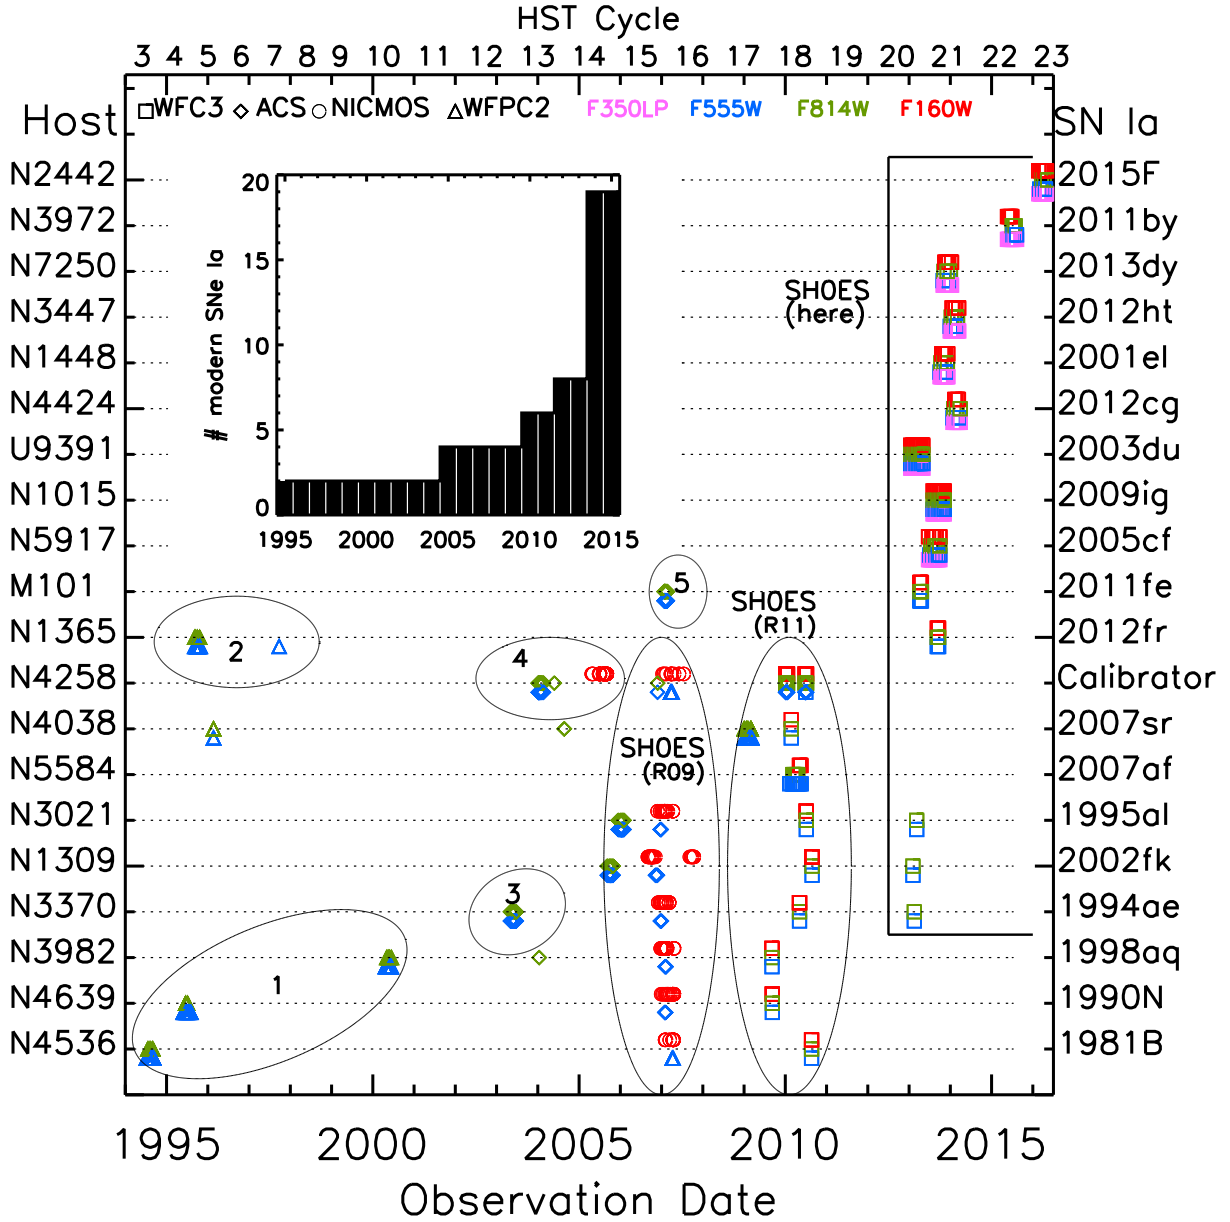 HST Cycle
3 4 5 6 7 8 9 10 11 12 13 14 15 16 17 18 19 20 21 22 23
Host □WFC3 ◇ACS ○NICMOS △WFPC2 F350LP F555W F814W F160W SN Ia
N2442 2015F
N3972 2011by
N7250 2013dy
N3447 2012ht
N1448 2001el
N4424 2012cg
U9391 2003du
N1015 2009ig
N5917 2005cf
M101 2011fe
N1365 2012fr
N4258 Calibrator
N4038 2007sr
N5584 2007af
N3021 1995al
N1309 2002fk
N3370 1994ae
N3982 1998aq
N4639 1990N
N4536 1981B
# modern SNe Ia
20
15
10
5
0
1995 2000 2005 2010 2015
SH0ES
(here)
5
SH0ES
(R11)
2
4
SH0ES
(R09)
3
1
1995 2000 2005 2010 2015
Observation Date